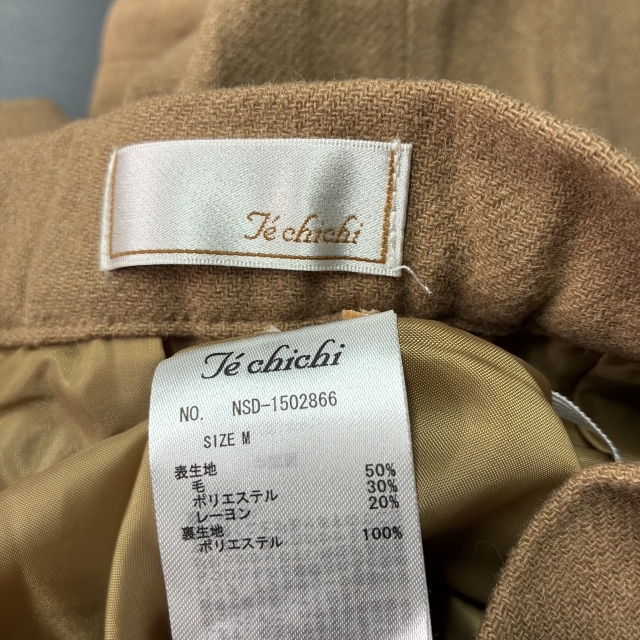 Té chichi
Té chichi
NO. NSD-1502866
SIZE M
表生地
毛 50%
ポリエステル 30%
レーヨン 20%
裏生地
ポリエステル 100%